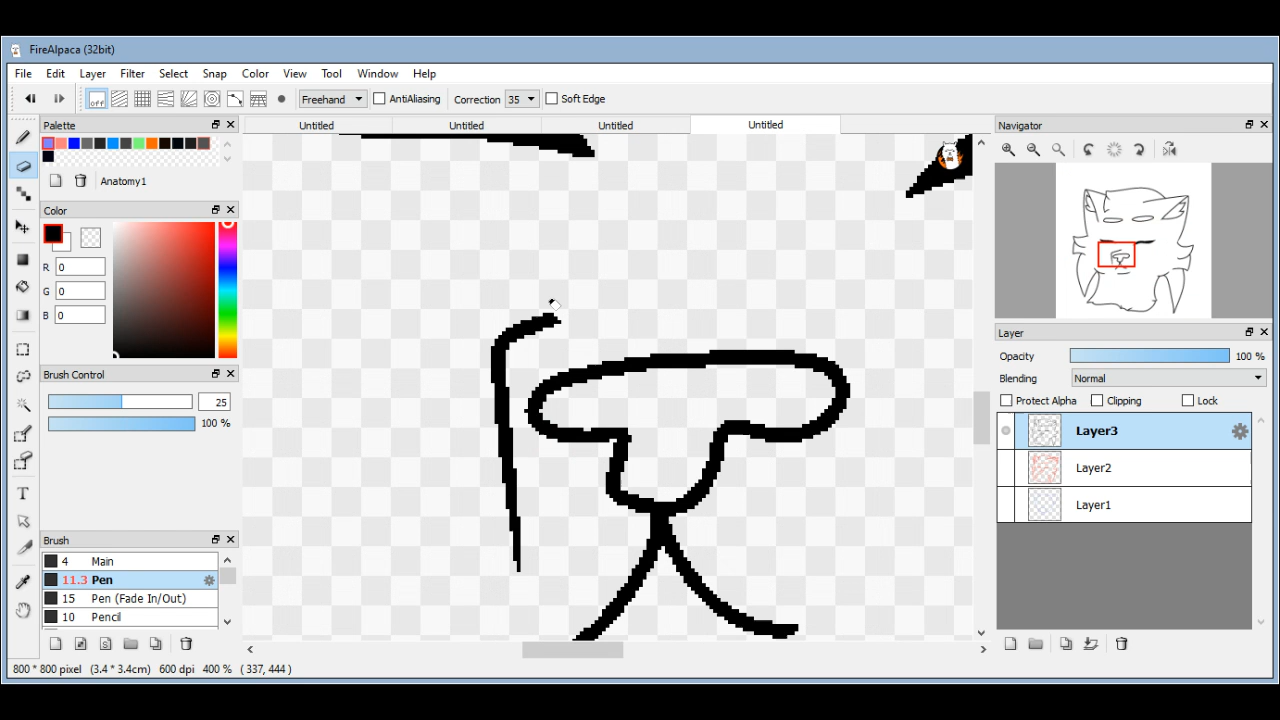 FireAlpaca (32bit)
File Edit Layer Filter Select Snap Color View Tool Window Help
off Freehand AntiAliasing Correction 35 Soft Edge
Palette
Untitled Untitled Untitled Untitled
Navigator
Anatomy1
Color
R 0
G 0
B 0
Layer
Opacity 100 %
Blending Normal
Protect Alpha Clipping Lock
Brush Control
25
100 %
Layer3
Layer2
Layer1
T
Brush
4 Main
11.3 Pen
15 Pen (Fade In/Out)
10 Pencil
800 * 800 pixel (3.4 * 3.4cm) 600 dpi 400 % ( 337, 444 )